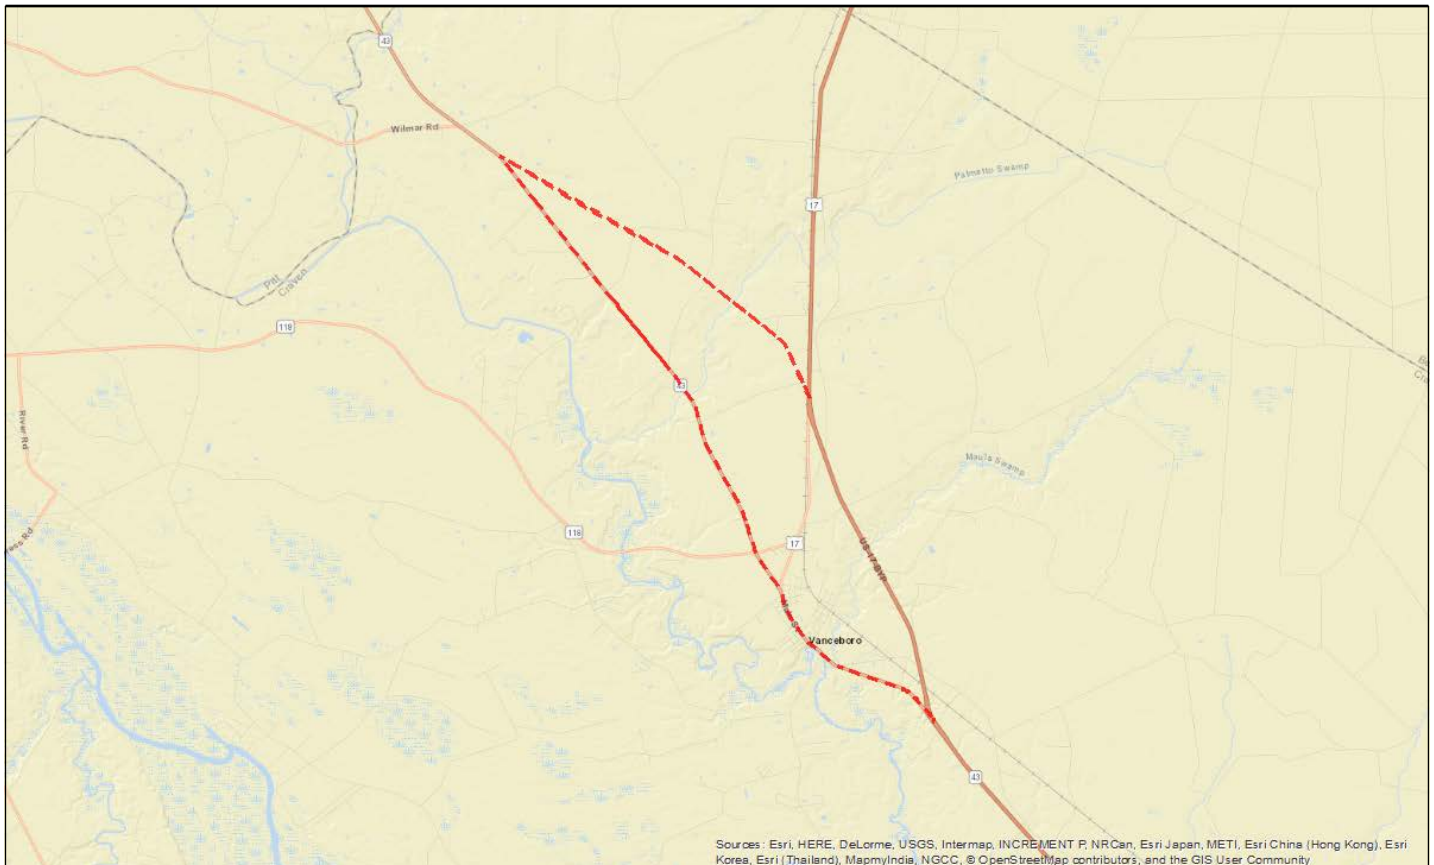 43
Wilmar Rd
Palmetto Swamp
17
Pitt
Craven
118
River Rd
43
Mauls Swamp
118
17
US-17-BYP
Vanceboro
43
Sources: Esri, HERE, DeLorme, USGS, Intermap, INCREMENT P, NRCan, Esri Japan, METI, Esri China (Hong Kong), Esri
Korea, Esri (Thailand), MapmyIndia, NGCC, © OpenStreetMap contributors, and the GIS User Community